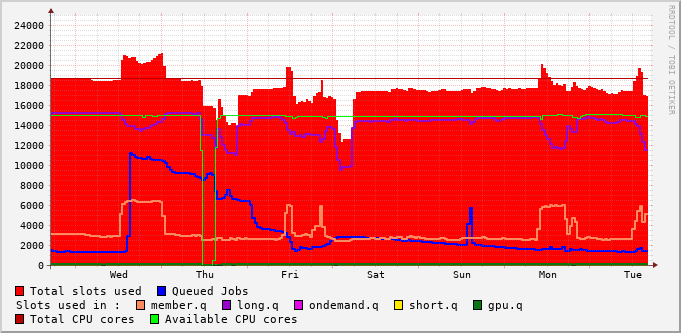 RRDTOOL / TOBI OETIKER
24000
22000
20000
18000
16000
14000
12000
10000
8000
6000
4000
2000
0
Wed Thu Fri Sat Sun Mon Tue
Total slots used Queued Jobs
Slots used in : member.q long.q ondemand.q short.q gpu.q
Total CPU cores Available CPU cores